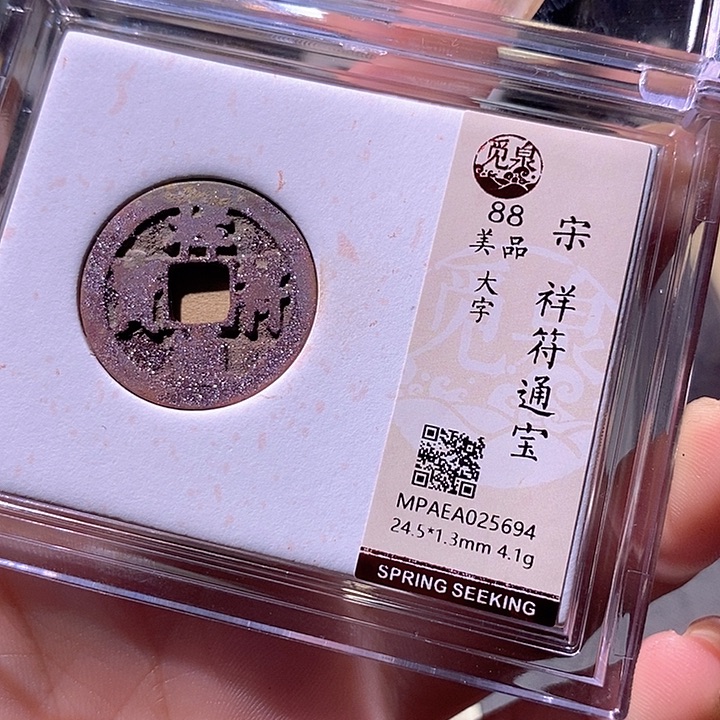 觅泉
88
美品
大字
宋
祥符通宝
MPAEA025694
24.5*1.3mm 4.1g
SPRING SEEKING